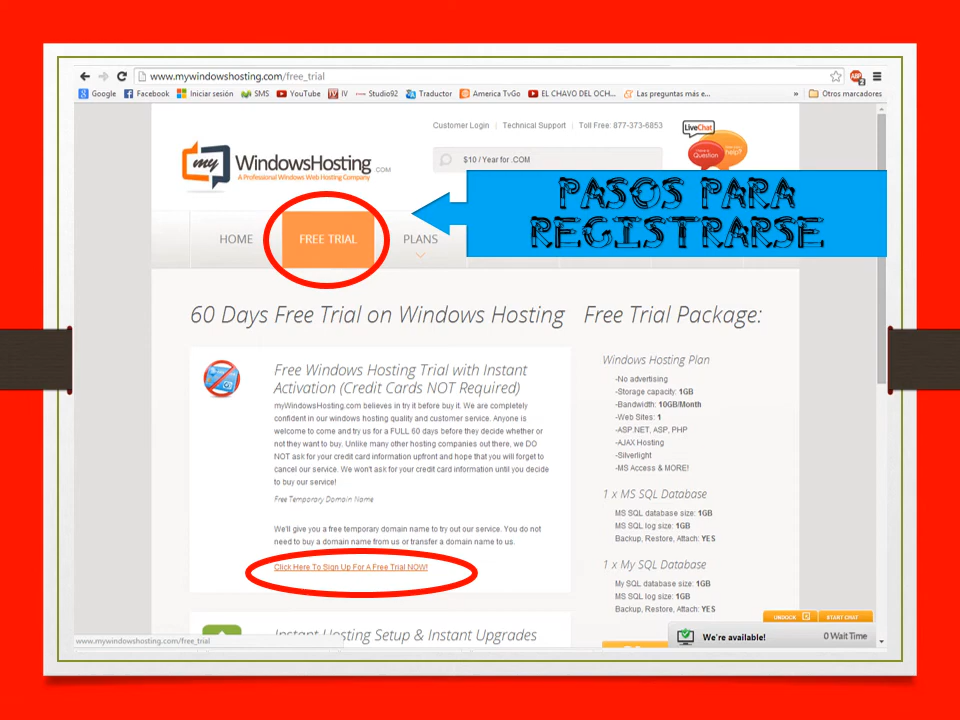 www.mywindowshosting.com/free_trial
Google Facebook Iniciar sesión SMS YouTube IV Studio92 Traductor America TvGo EL CHAVO DEL OCH... Las preguntas más e... » Otros marcadores
Customer Login | Technical Support | Toll Free: 877-373-6853
LiveChat
Question
help?
my WindowsHosting.COM
A Professional Windows Web Hosting Company
$10 / Year for .COM
PASOS PARA
REGISTRARSE
HOME FREE TRIAL PLANS
60 Days Free Trial on Windows Hosting
Free Windows Hosting Trial with Instant
Activation (Credit Cards NOT Required)
myWindowsHosting.com believes in try it before buy it. We are completely
confident in our windows hosting quality and customer service. Anyone is
welcome to come and try us for a FULL 60 days before they decide whether or
not they want to buy. Unlike many other hosting companies out there, we DO
NOT ask for your credit card information upfront and hope that you will forget to
cancel our service. We won't ask for your credit card information until you decide
to buy our service!
Free Temporary Domain Name
We'll give you a free temporary domain name to try out our service. You do not
need to buy a domain name from us or transfer a domain name to us.
Click Here To Sign Up For A Free Trial NOW!
Instant Hosting Setup & Instant Upgrades
Free Trial Package:
Windows Hosting Plan
-No advertising
-Storage capacity: 1GB
-Bandwidth: 10GB/Month
-Web Sites: 1
-ASP.NET, ASP, PHP
-AJAX Hosting
-Silverlight
-MS Access & MORE!
1 x MS SQL Database
MS SQL database size: 1GB
MS SQL log size: 1GB
Backup, Restore, Attach: YES
1 x My SQL Database
My SQL database size: 1GB
MS SQL log size: 1GB
Backup, Restore, Attach: YES
UNDOCK START CHAT
We're available! 0 Wait Time
www.mywindowshosting.com/free_trial